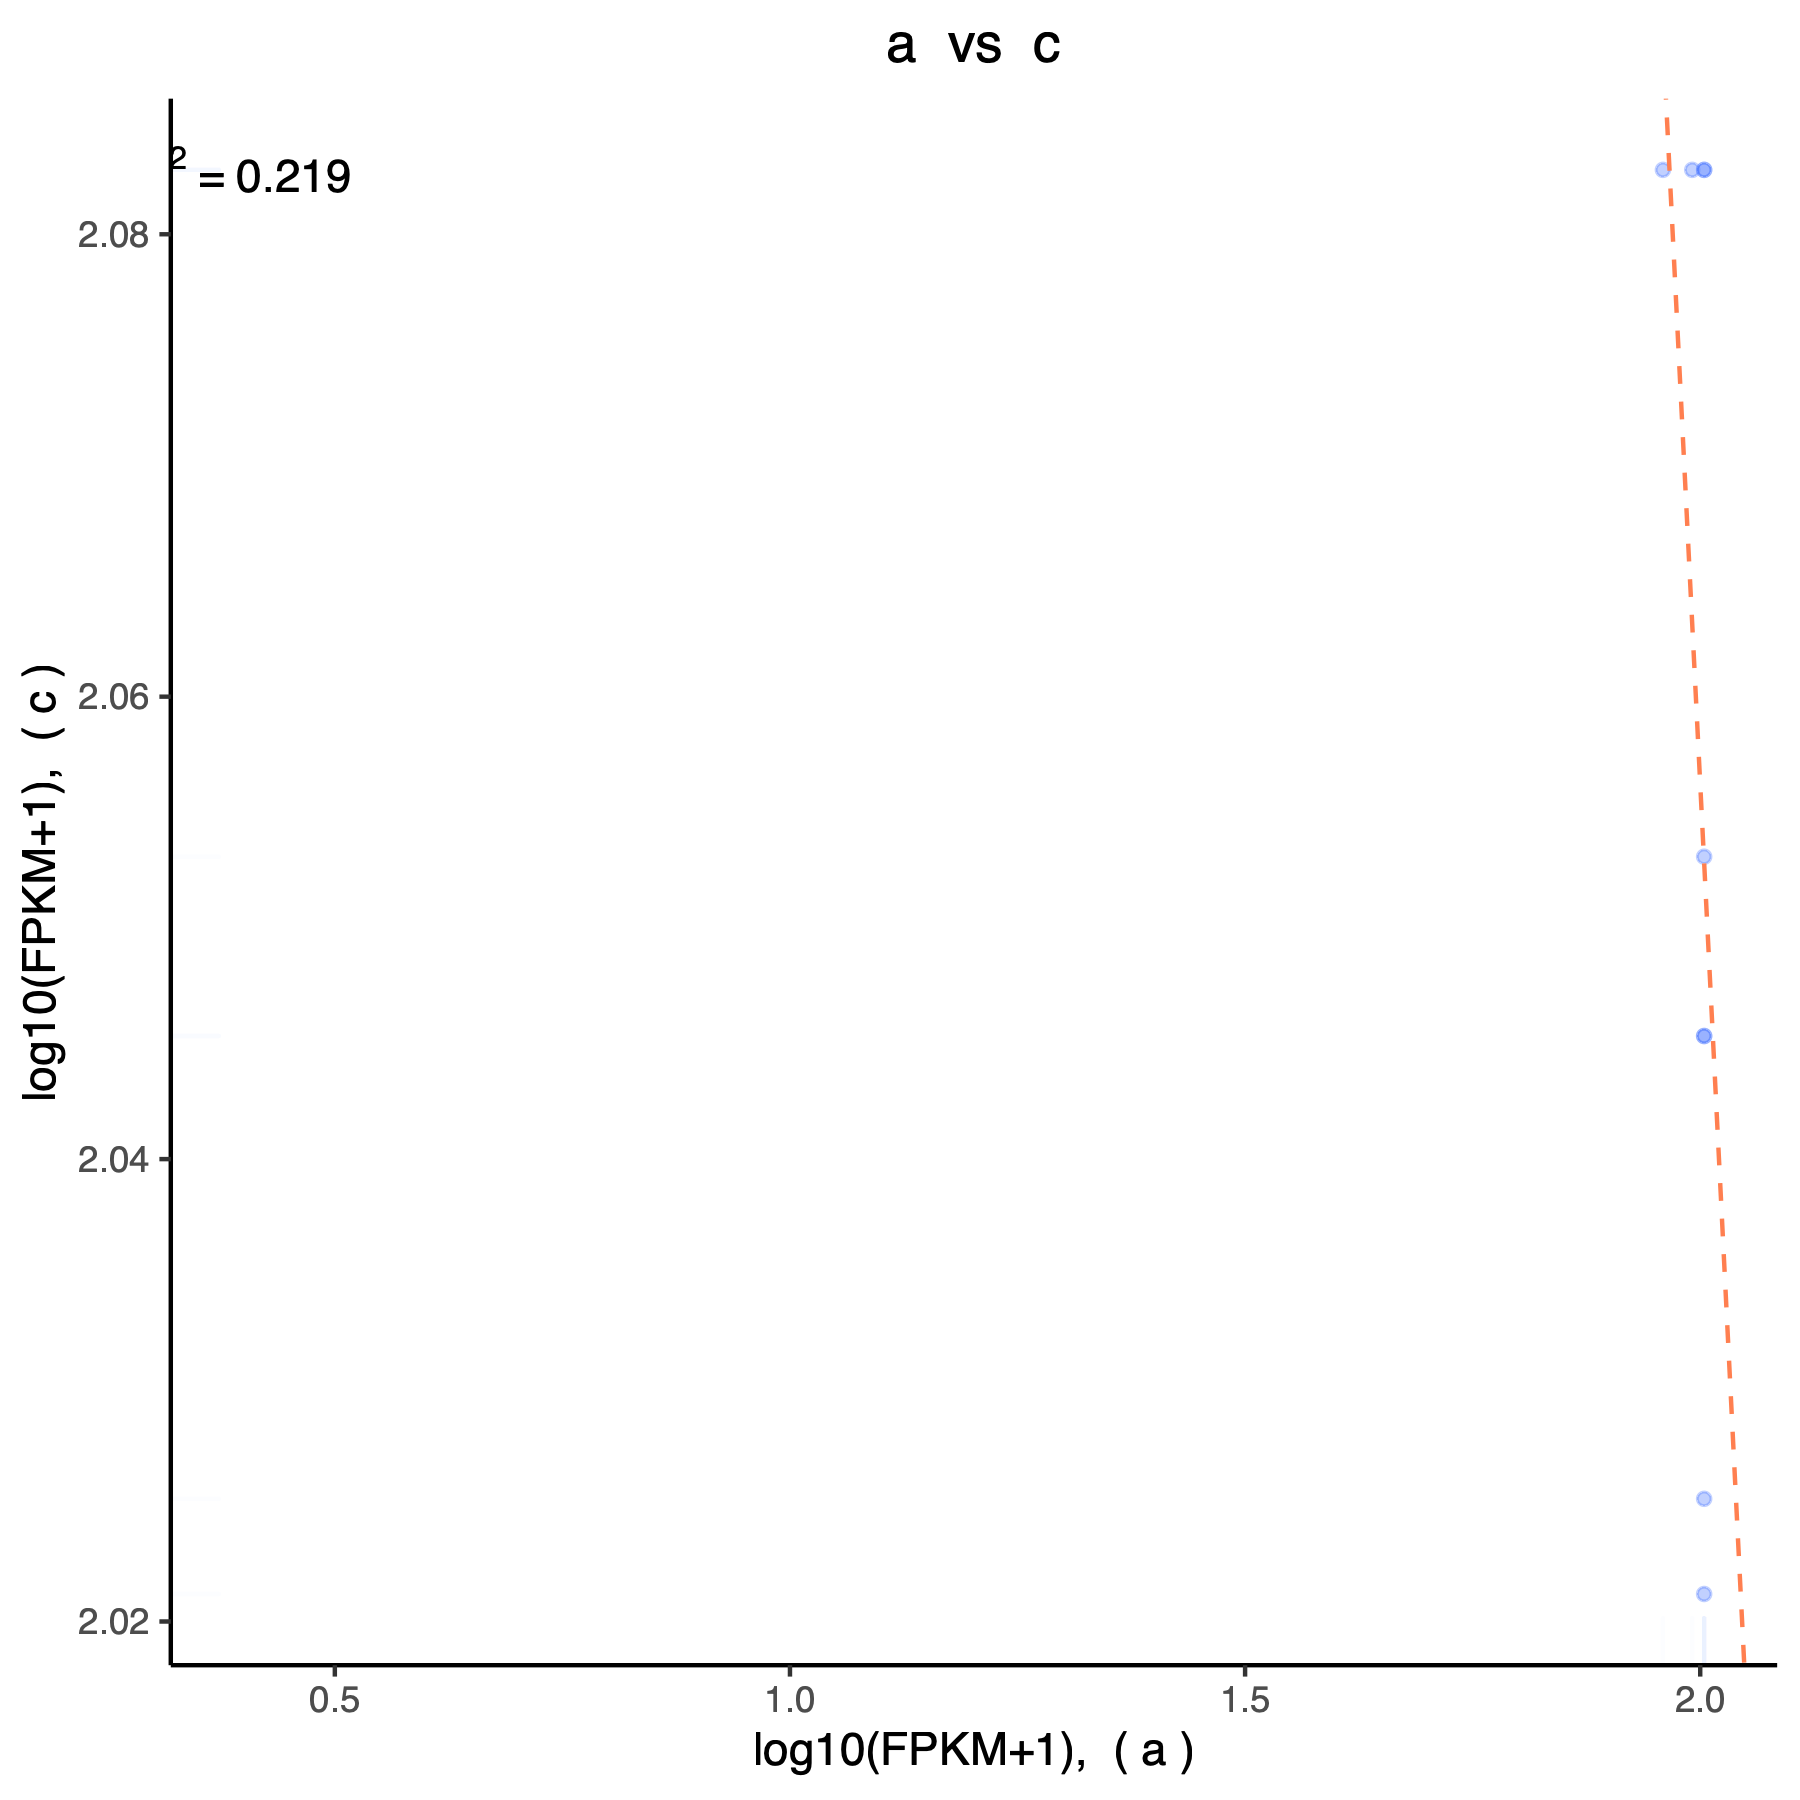 a vs c
2 = 0.219
2.08
2.06
2.04
2.02
log10(FPKM+1), ( c )
0.5 1.0 1.5 2.0
log10(FPKM+1), ( a )